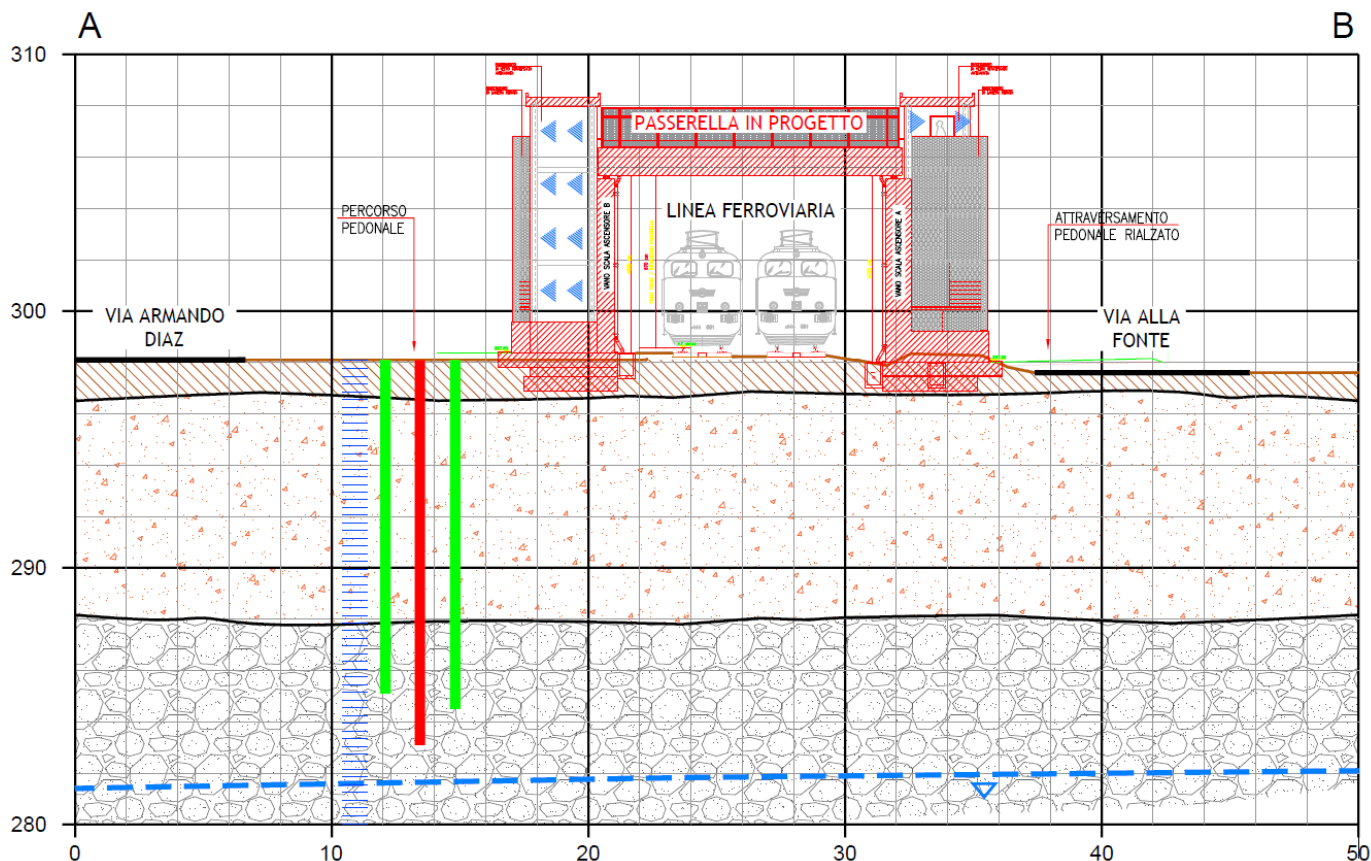 A
B
310
PASSERELLA IN PROGETTO
PERCORSO
PEDONALE
VANO SCALA ASCENSORE B
LINEA FERROVIARIA
VANO SCALA ASCENSORE A
ATTRAVERSAMENTO
PEDONALE RIALZATO
300
VIA ARMANDO
DIAZ
VIA ALLA
FONTE
290
280
0
10
20
30
40
50